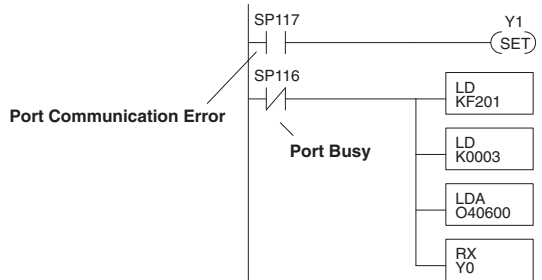 SP117
Y1
SET
SP116
LD
KF201
Port Communication Error
Port Busy
LD
K0003
LDA
O40600
RX
Y0